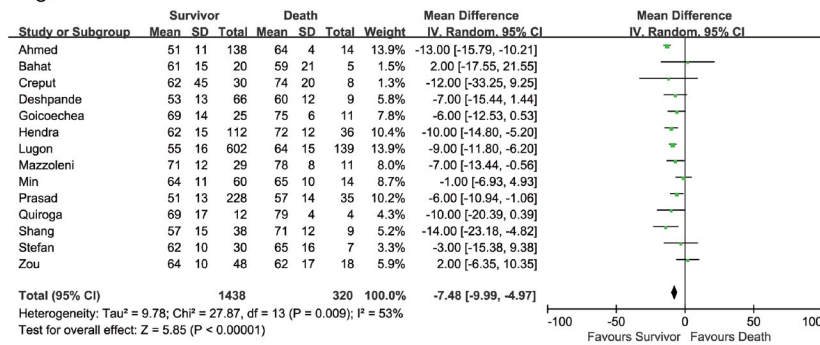 Survivor Death Mean Difference Mean Difference
Study or Subgroup Mean SD Total Mean SD Total Weight IV, Random, 95% CI IV, Random, 95% CI
Ahmed 51 11 138 64 4 14 13.9% -13.00 [-15.79, -10.21]
Bahat 61 15 20 59 21 5 1.5% 2.00 [-17.55, 21.55]
Creput 62 45 30 74 20 8 1.3% -12.00 [-33.25, 9.25]
Deshpande 53 13 66 60 12 9 5.8% -7.00 [-15.44, 1.44]
Goicoechea 69 14 25 75 6 11 7.8% -6.00 [-12.53, 0.53]
Hendra 62 15 112 72 12 36 10.4% -10.00 [-14.80, -5.20]
Lugon 55 16 602 64 15 139 13.9% -9.00 [-11.80, -6.20]
Mazzoleni 71 12 29 78 8 11 7.9% -7.00 [-13.44, -0.56]
Min 64 11 60 65 10 14 8.7% -1.00 [-6.93, 4.93]
Prasad 51 13 228 57 14 35 10.2% -6.00 [-10.94, -1.06]
Quiroga 69 17 12 79 4 4 4.3% -10.00 [-20.39, 0.39]
Shang 57 15 38 71 12 9 5.2% -14.00 [-23.18, -4.82]
Stefan 62 10 30 65 16 7 3.3% -3.00 [-15.38, 9.38]
Zou 64 10 48 62 17 18 5.9% 2.00 [-6.35, 10.35]
Total (95% CI) 1438 320 100.0% -7.48 [-9.99, -4.97]
Heterogeneity: Tau² = 9.78; Chi² = 27.87, df = 13 (P = 0.009); I² = 53%
Test for overall effect: Z = 5.85 (P < 0.00001)
-100 -50 0 50 100
Favours Survivor Favours Death